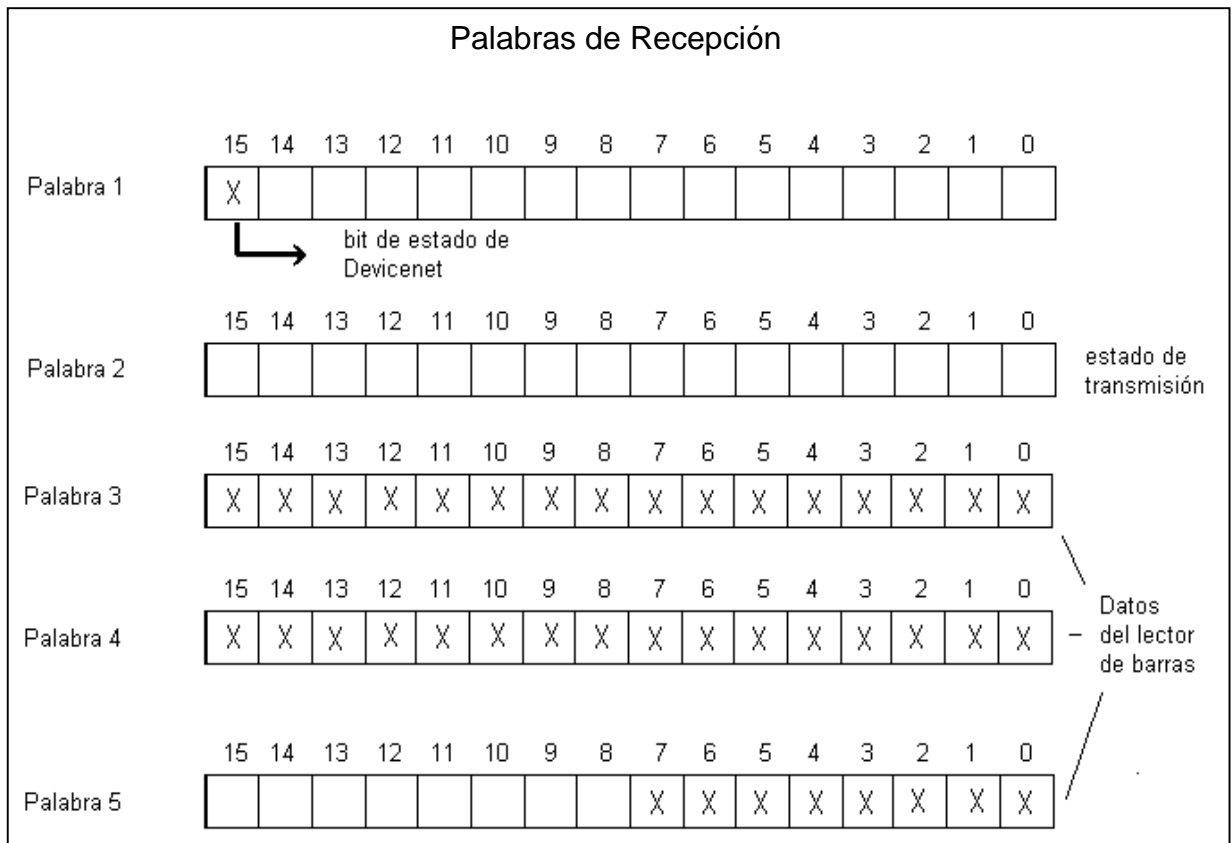 Palabras de Recepción
15 14 13 12 11 10 9 8 7 6 5 4 3 2 1 0
Palabra 1
X
bit de estado de
Devicenet
15 14 13 12 11 10 9 8 7 6 5 4 3 2 1 0
Palabra 2
estado de
transmisión
15 14 13 12 11 10 9 8 7 6 5 4 3 2 1 0
Palabra 3
X X X X X X X X X X X X X X X X
15 14 13 12 11 10 9 8 7 6 5 4 3 2 1 0
Palabra 4
X X X X X X X X X X X X X X X X
Datos
del lector
de barras
15 14 13 12 11 10 9 8 7 6 5 4 3 2 1 0
Palabra 5
X X X X X X X X